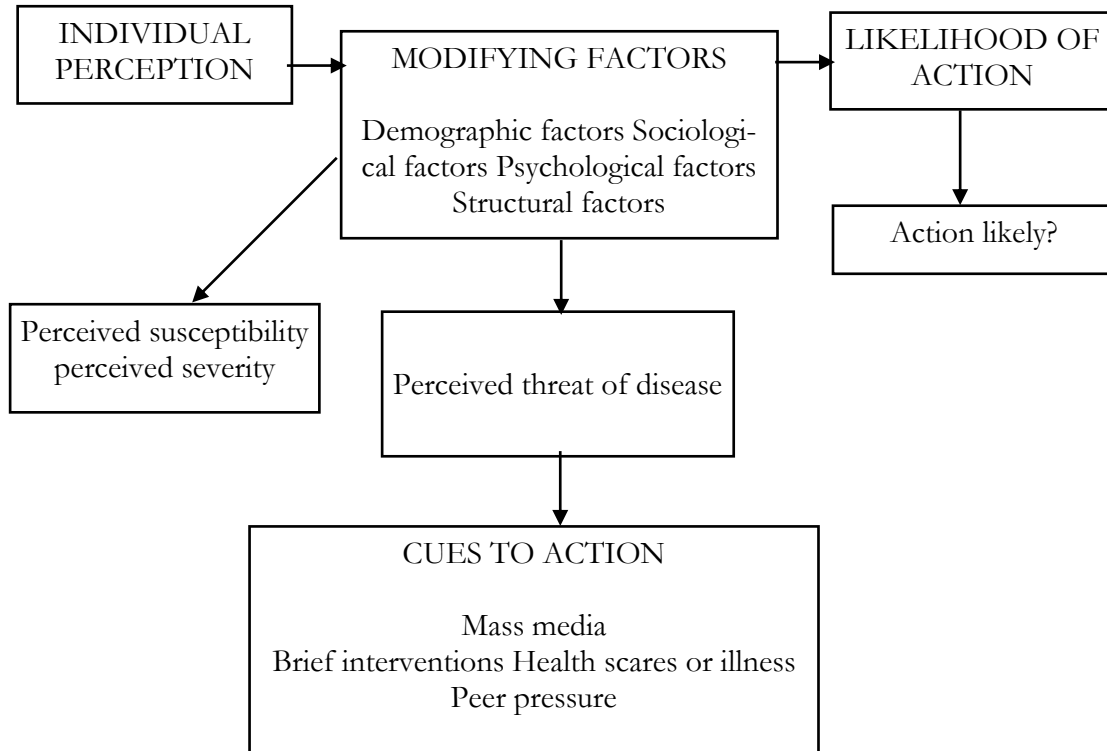 INDIVIDUAL
PERCEPTION
MODIFYING FACTORS
Demographic factors Sociologi-
cal factors Psychological factors
Structural factors
LIKELIHOOD OF
ACTION
Action likely?
Perceived susceptibility
perceived severity
Perceived threat of disease
CUES TO ACTION
Mass media
Brief interventions Health scares or illness
Peer pressure